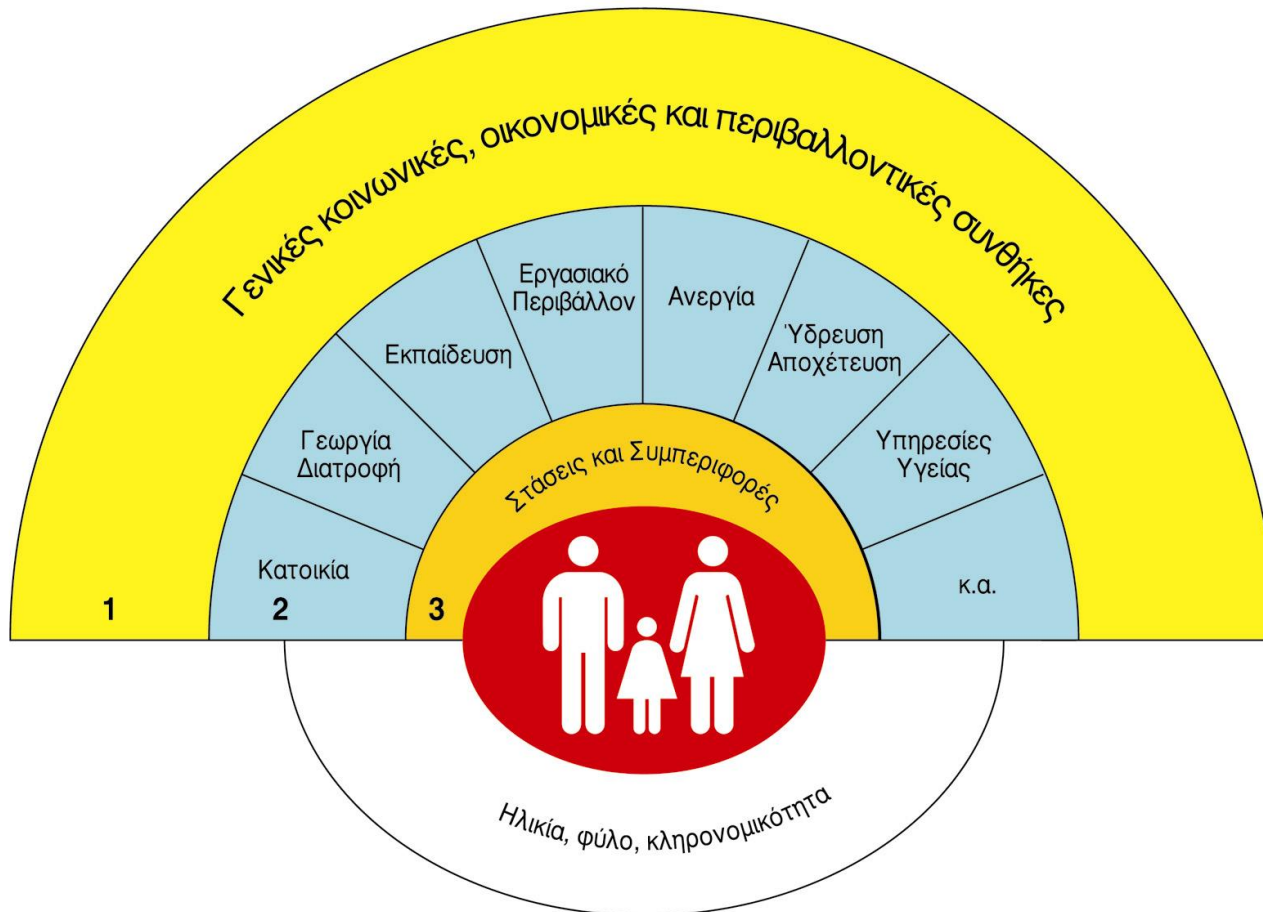 Γενικές κοινωνικές, οικονομικές και περιβαλλοντικές συνθήκες
Κατοικία
Γεωργία
Διατροφή
Εκπαίδευση
Εργασιακό
Περιβάλλον
Ανεργία
Ύδρευση
Αποχέτευση
Υπηρεσίες
Υγείας
κ.α.
Στάσεις και Συμπεριφορές
1
2
3
Ηλικία, φύλο, κληρονομικότητα